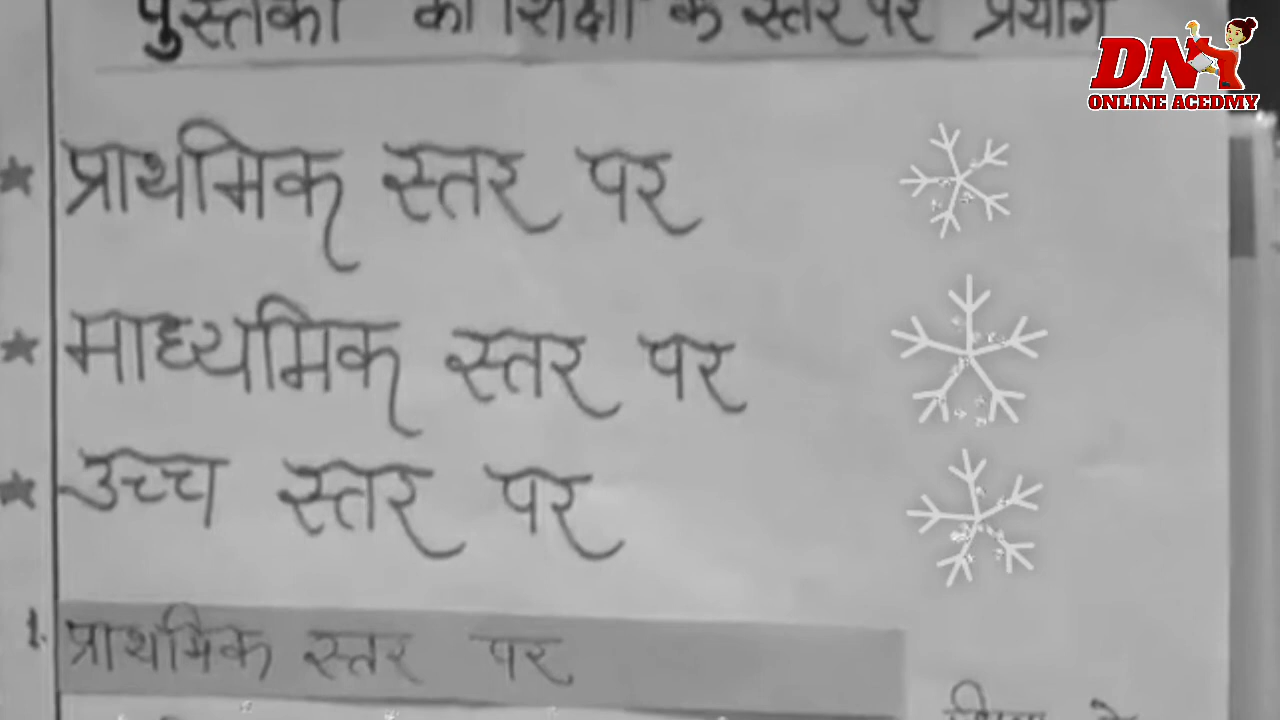 पुस्तकों का शिक्षा के स्तर पर प्रयोग
DN
ONLINE ACEDMY
★ प्राथमिक स्तर पर
★ माध्यमिक स्तर पर
★ उच्च स्तर पर
1. प्राथमिक स्तर पर